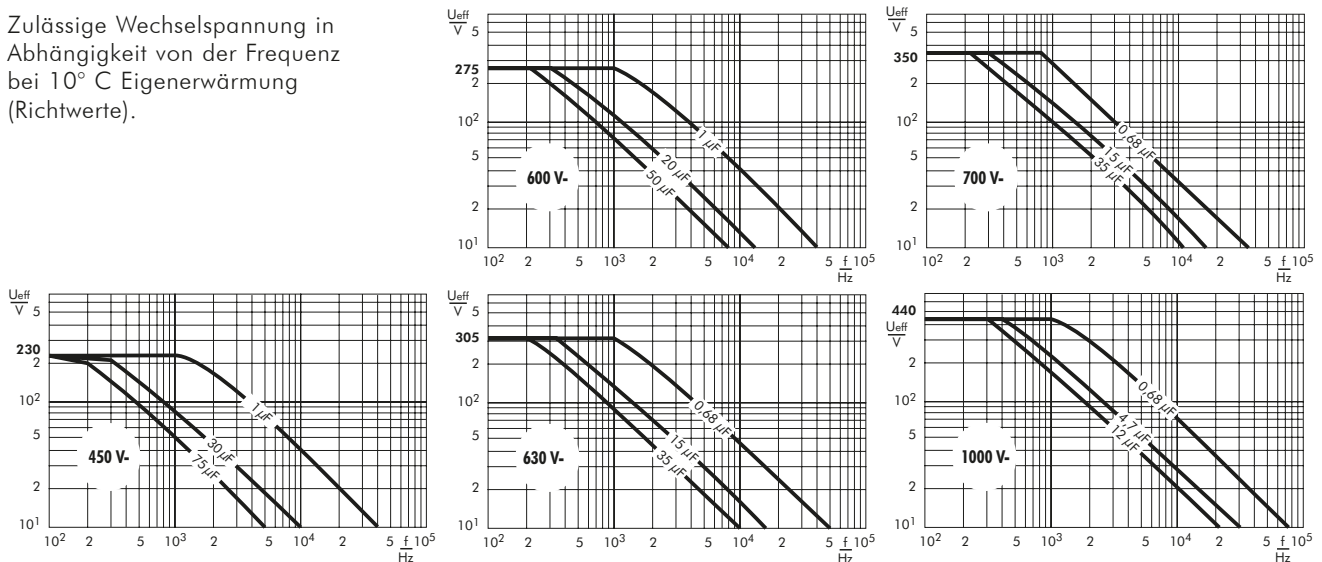 Zulässige Wechselspannung in
Abhängigkeit von der Frequenz
bei 10° C Eigenerwärmung
(Richtwerte).
Ueff
V
5
275
2
10²
5
2
10¹
600 V-
1 µF
20 µF
50 µF
10² 2 5 10³ 2 5 10⁴ 2 5 f 10⁵
Hz
Ueff
V
5
350
2
10²
5
2
10¹
700 V-
0,68 µF
15 µF
35 µF
10² 2 5 10³ 2 5 10⁴ 2 5 f 10⁵
Hz
Ueff
V
5
230
2
10²
5
2
10¹
450 V-
1 µF
30 µF
75 µF
10² 2 5 10³ 2 5 10⁴ 2 5 f 10⁵
Hz
Ueff
V
5
305
2
10²
5
2
10¹
630 V-
0,68 µF
15 µF
35 µF
10² 2 5 10³ 2 5 10⁴ 2 5 f 10⁵
Hz
440
Ueff
V
2
10²
5
2
10¹
1000 V-
0,68 µF
4,7 µF
12 µF
10² 2 5 10³ 2 5 10⁴ 2 5 f 10⁵
Hz